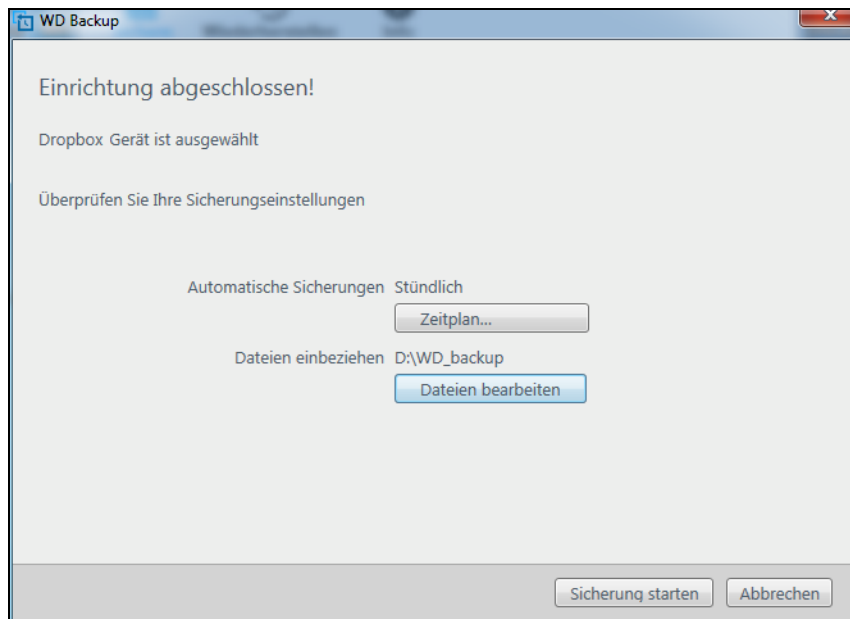 WD Backup
Wiederherstellen
Einrichtung abgeschlossen!
Dropbox Gerät ist ausgewählt
Überprüfen Sie Ihre Sicherungseinstellungen
Automatische Sicherungen Stündlich
Zeitplan...
Dateien einbeziehen D:\WD_backup
Dateien bearbeiten
Sicherung starten Abbrechen